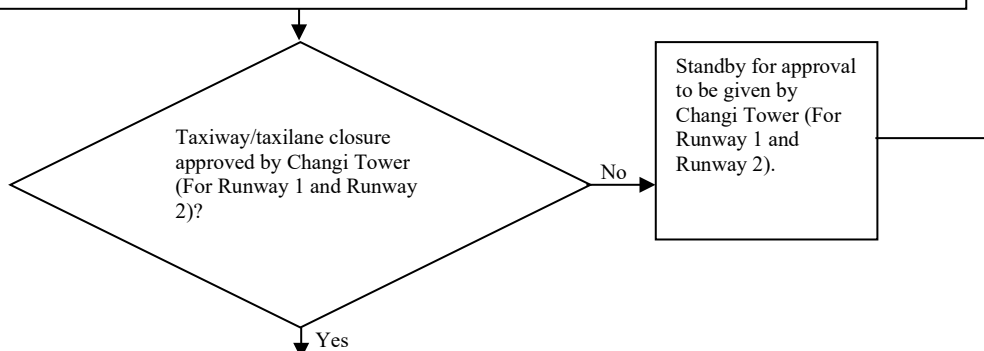 Taxiway/taxilane closure
approved by Changi Tower
(For Runway 1 and Runway
2)?
No
Standby for approval
to be given by
Changi Tower (For
Runway 1 and
Runway 2).
Yes